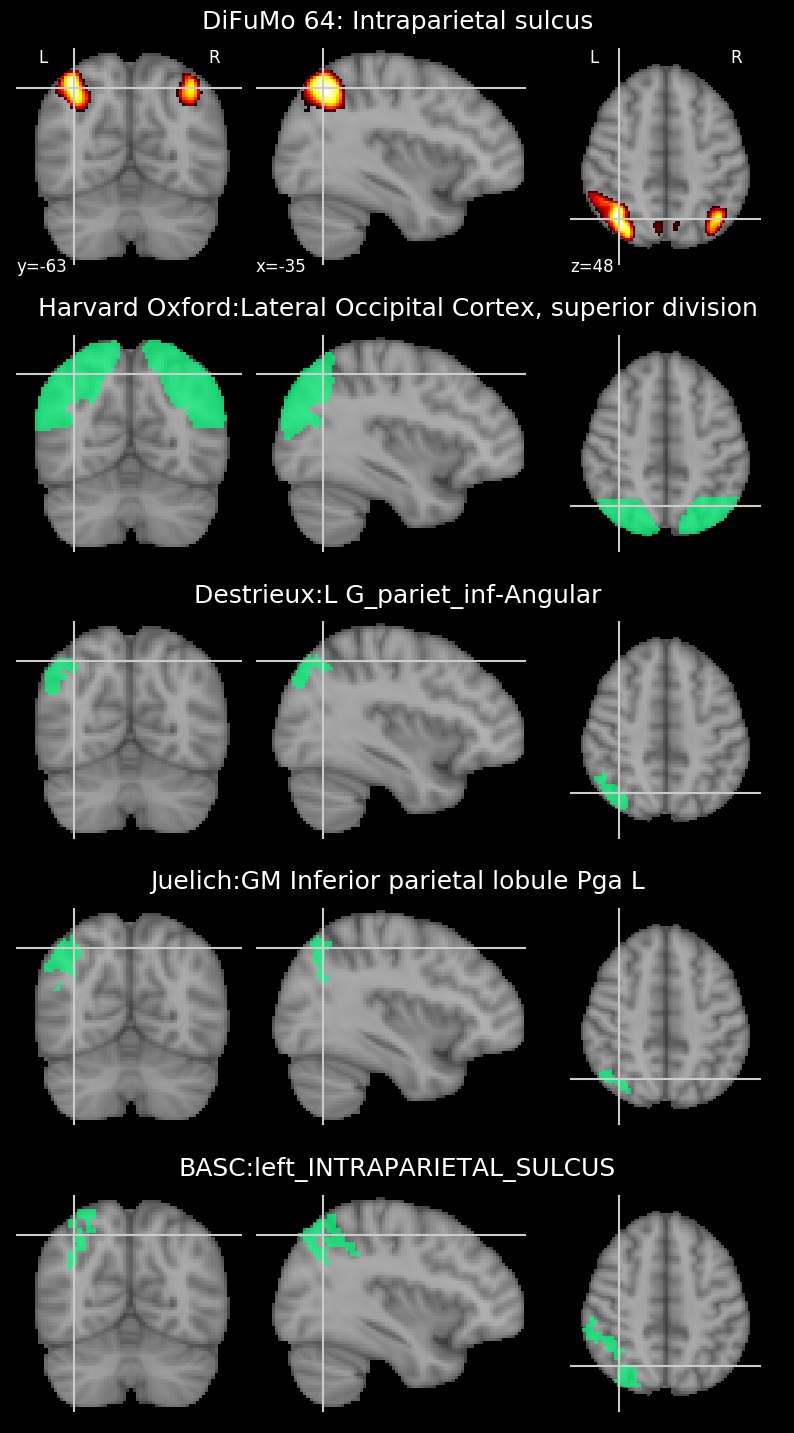 DiFuMo 64: Intraparietal sulcus
L R L R
y=-63 x=-35 z=48
Harvard Oxford:Lateral Occipital Cortex, superior division
Destrieux:L G_pariet_inf-Angular
Juelich:GM Inferior parietal lobule Pga L
BASC:left_INTRAPARIETAL_SULCUS